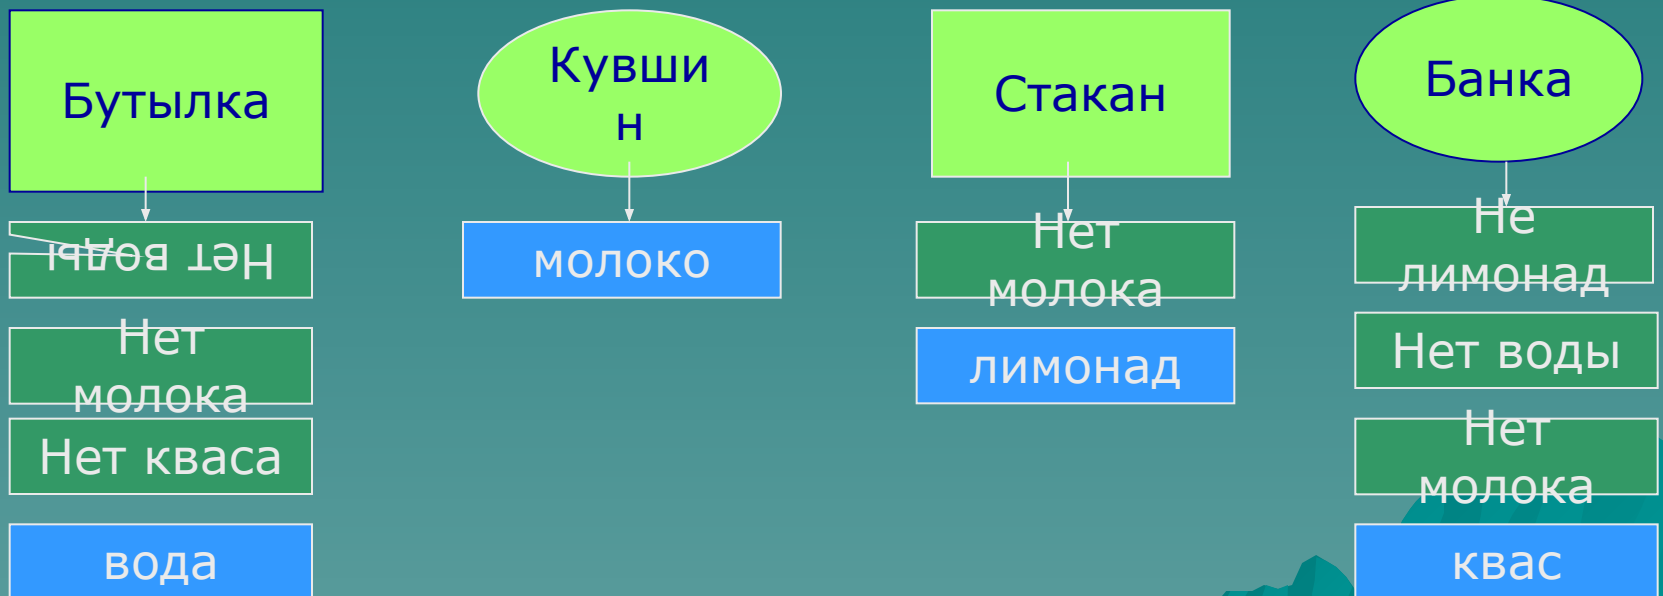 Бутылка
Нет воды
Нет
молока
Нет кваса
вода
Кувши
н
молоко
Стакан
Нет
молока
лимонад
Банка
Не
лимонад
Нет воды
Нет
молока
квас